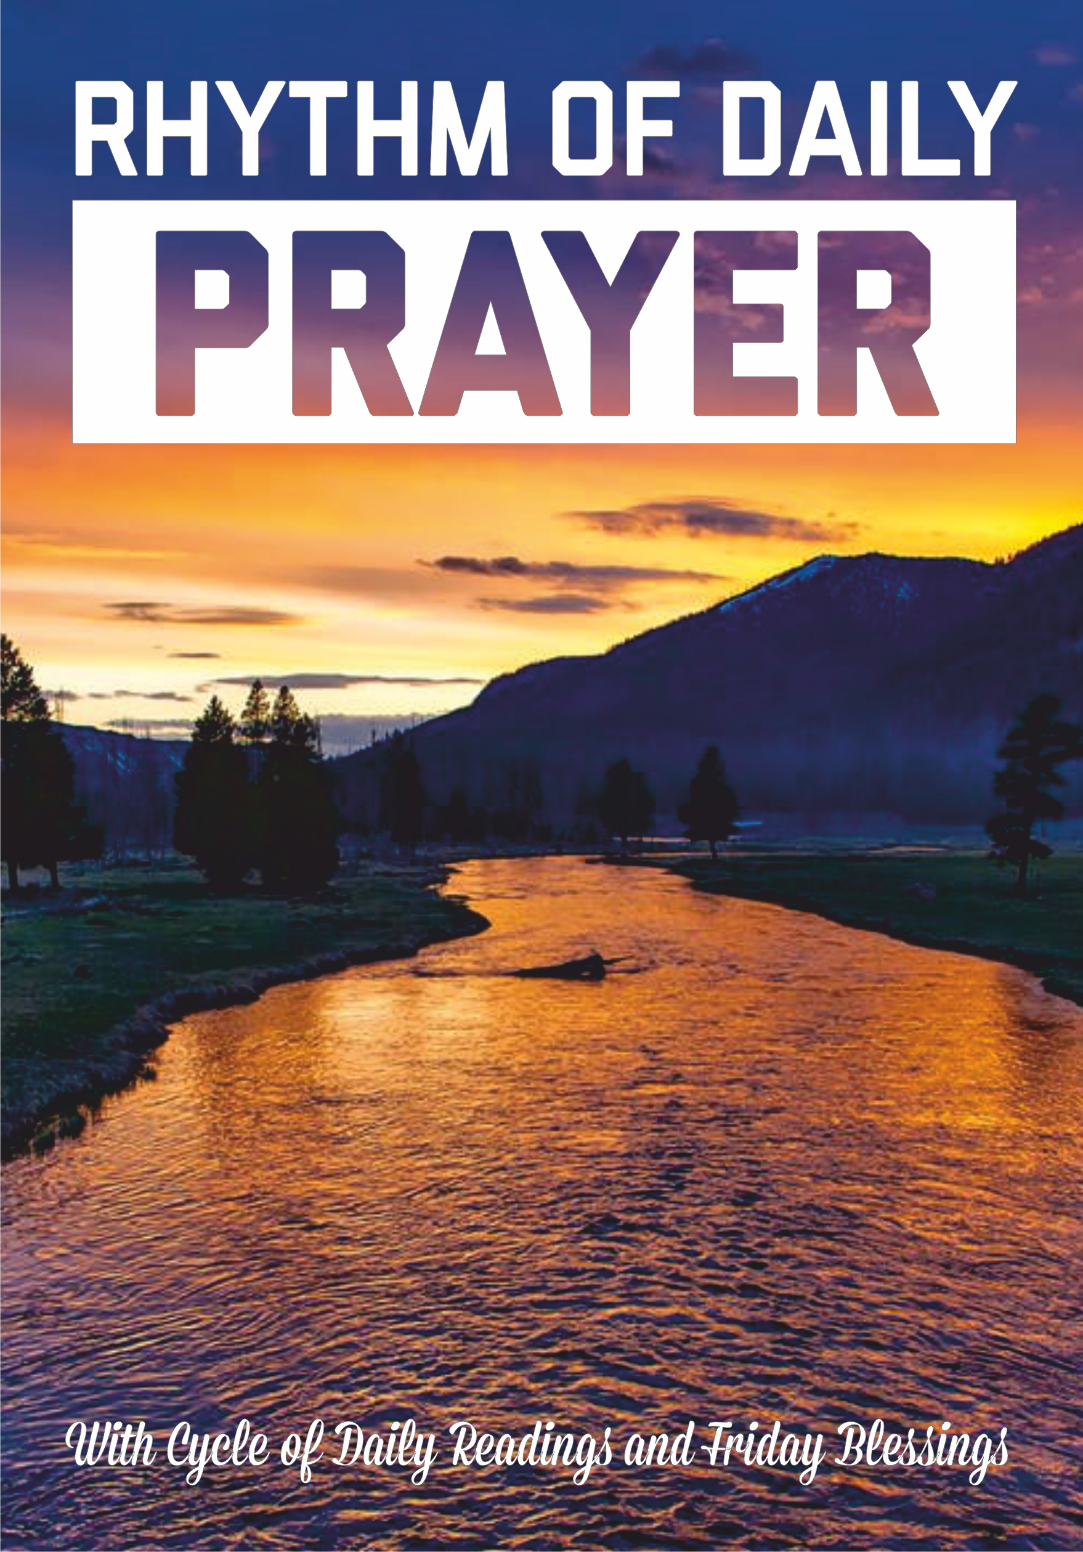 RHYTHM OF DAILY
PRAYER
With Cycle of Daily Readings and Friday Blessings